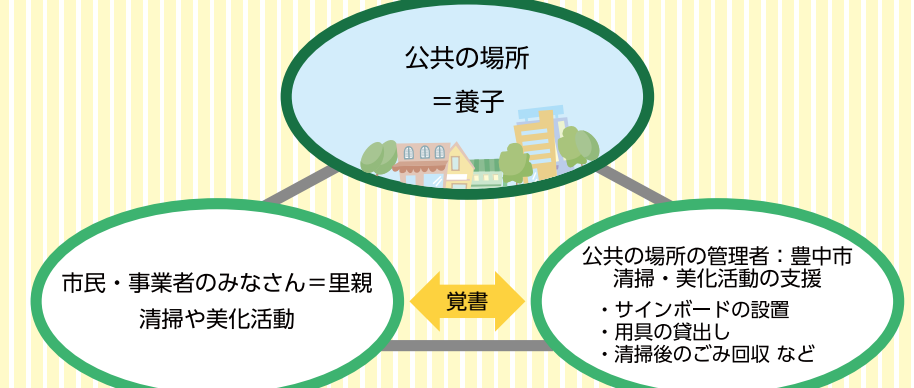 公共の場所
＝養子
市民・事業者のみなさん＝里親
清掃や美化活動
覚書
公共の場所の管理者：豊中市
清掃・美化活動の支援
・サインボードの設置
・用具の貸出し
・清掃後のごみ回収 など